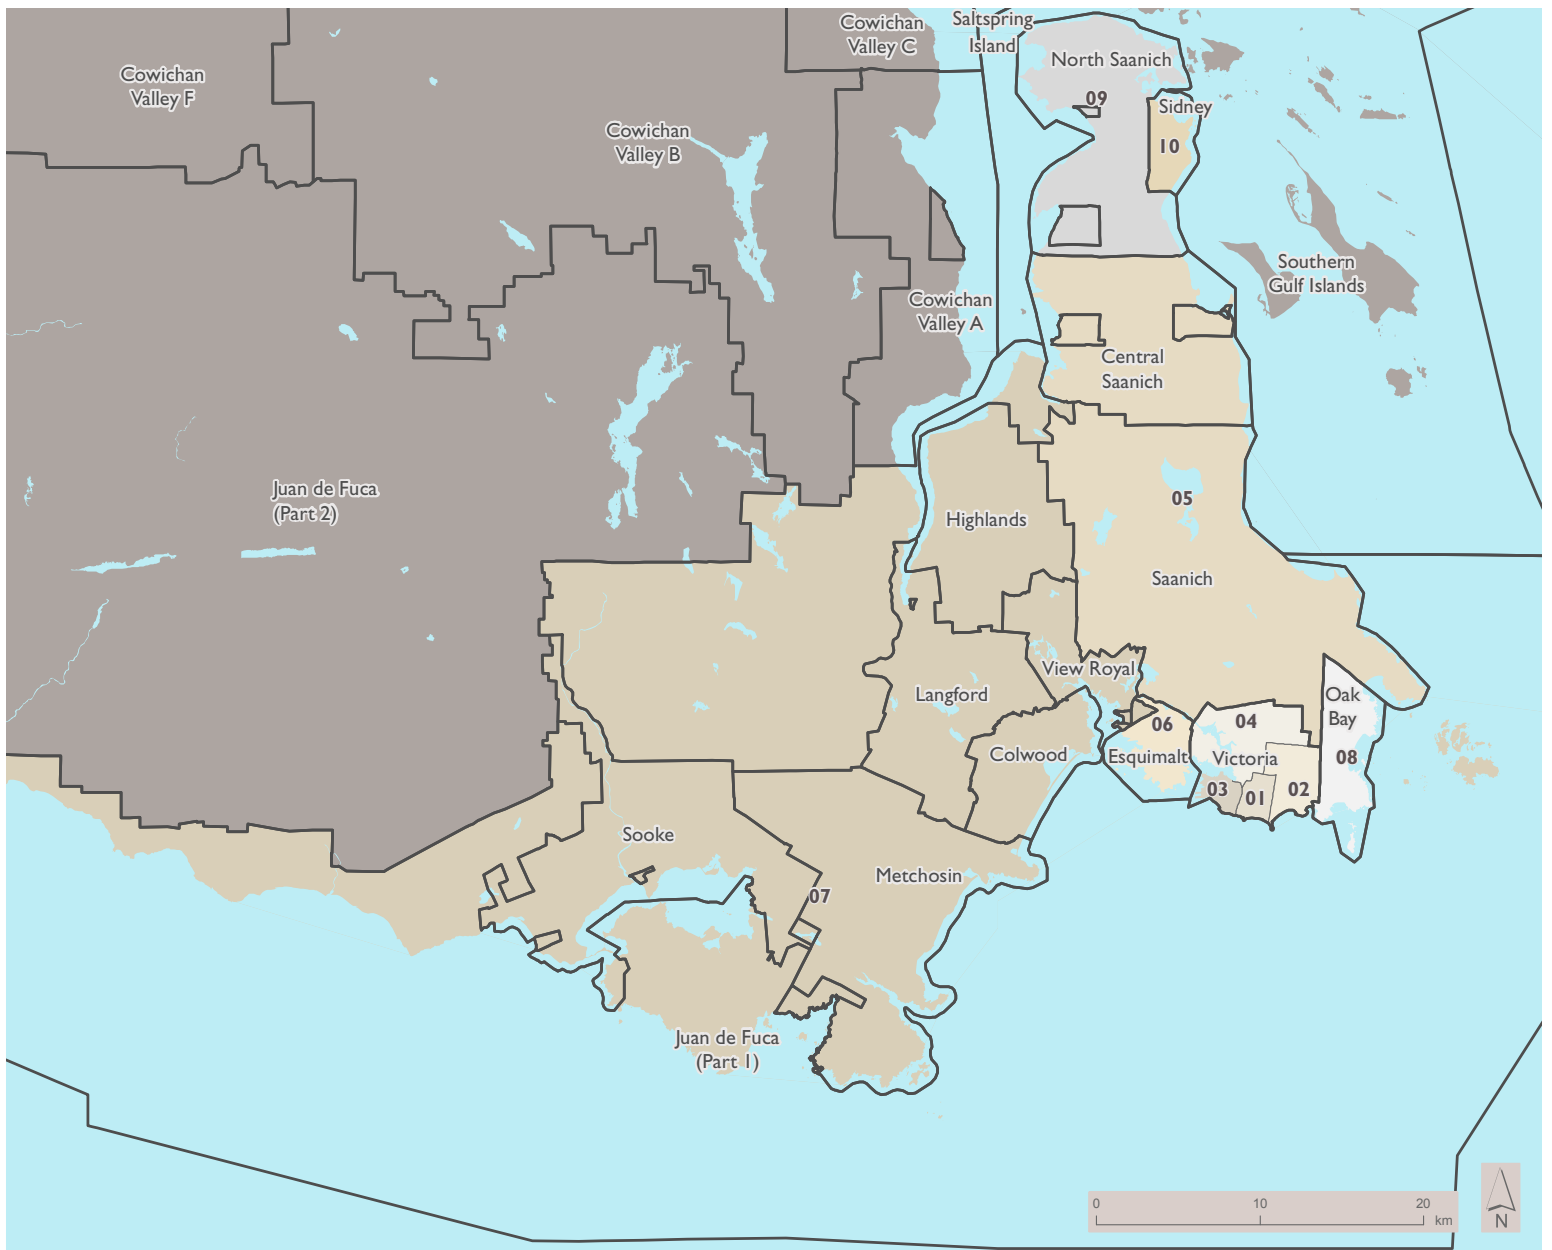 Cowichan
Valley F
Cowichan
Valley C
Saltspring
Island
North Saanich
09
Sidney
10
Cowichan
Valley B
Southern
Gulf Islands
Cowichan
Valley A
Central
Saanich
Juan de Fuca
(Part 2)
05
Highlands
Saanich
View Royal
Langford
Oak
Bay
04
06
Colwood
Esquimalt
Victoria
08
03
01
02
Sooke
Metchosin
07
Juan de Fuca
(Part 1)
0
10
20
km
N